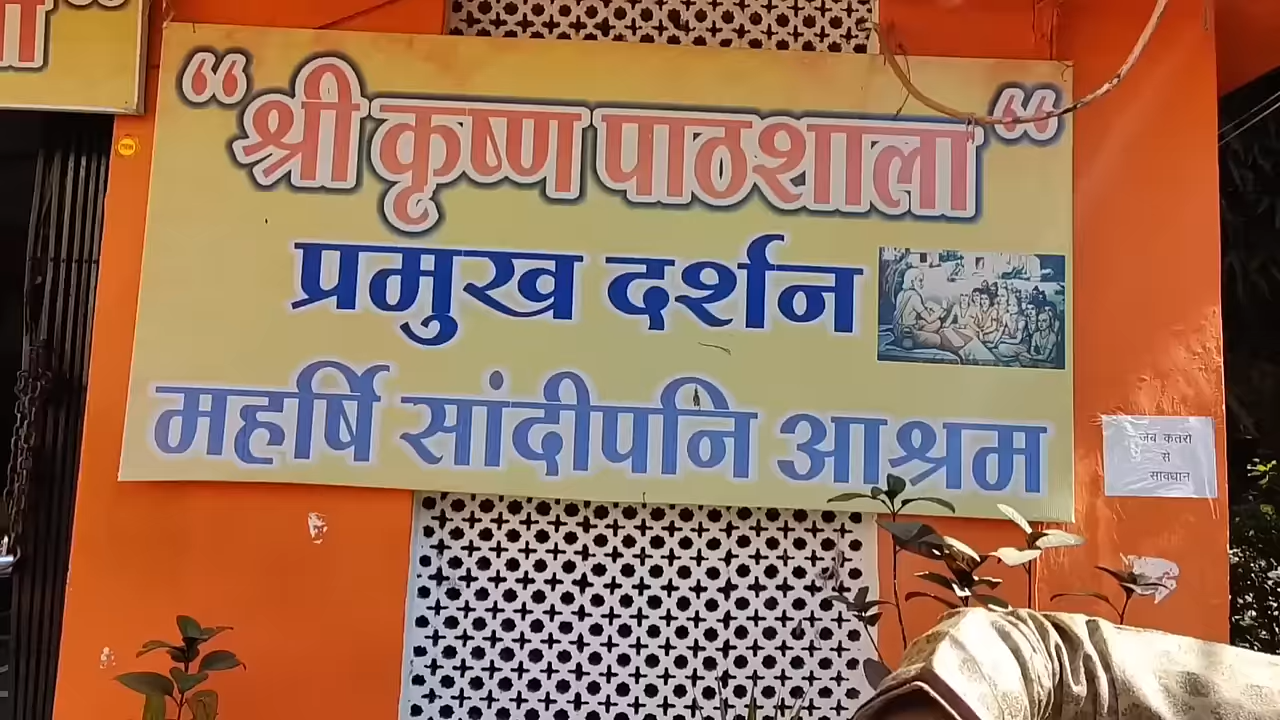 “श्री कृष्ण पाठशाला“
प्रमुख दर्शन
महर्षि सांदीपनि आश्रम
जेब कतरो
से
सावधान